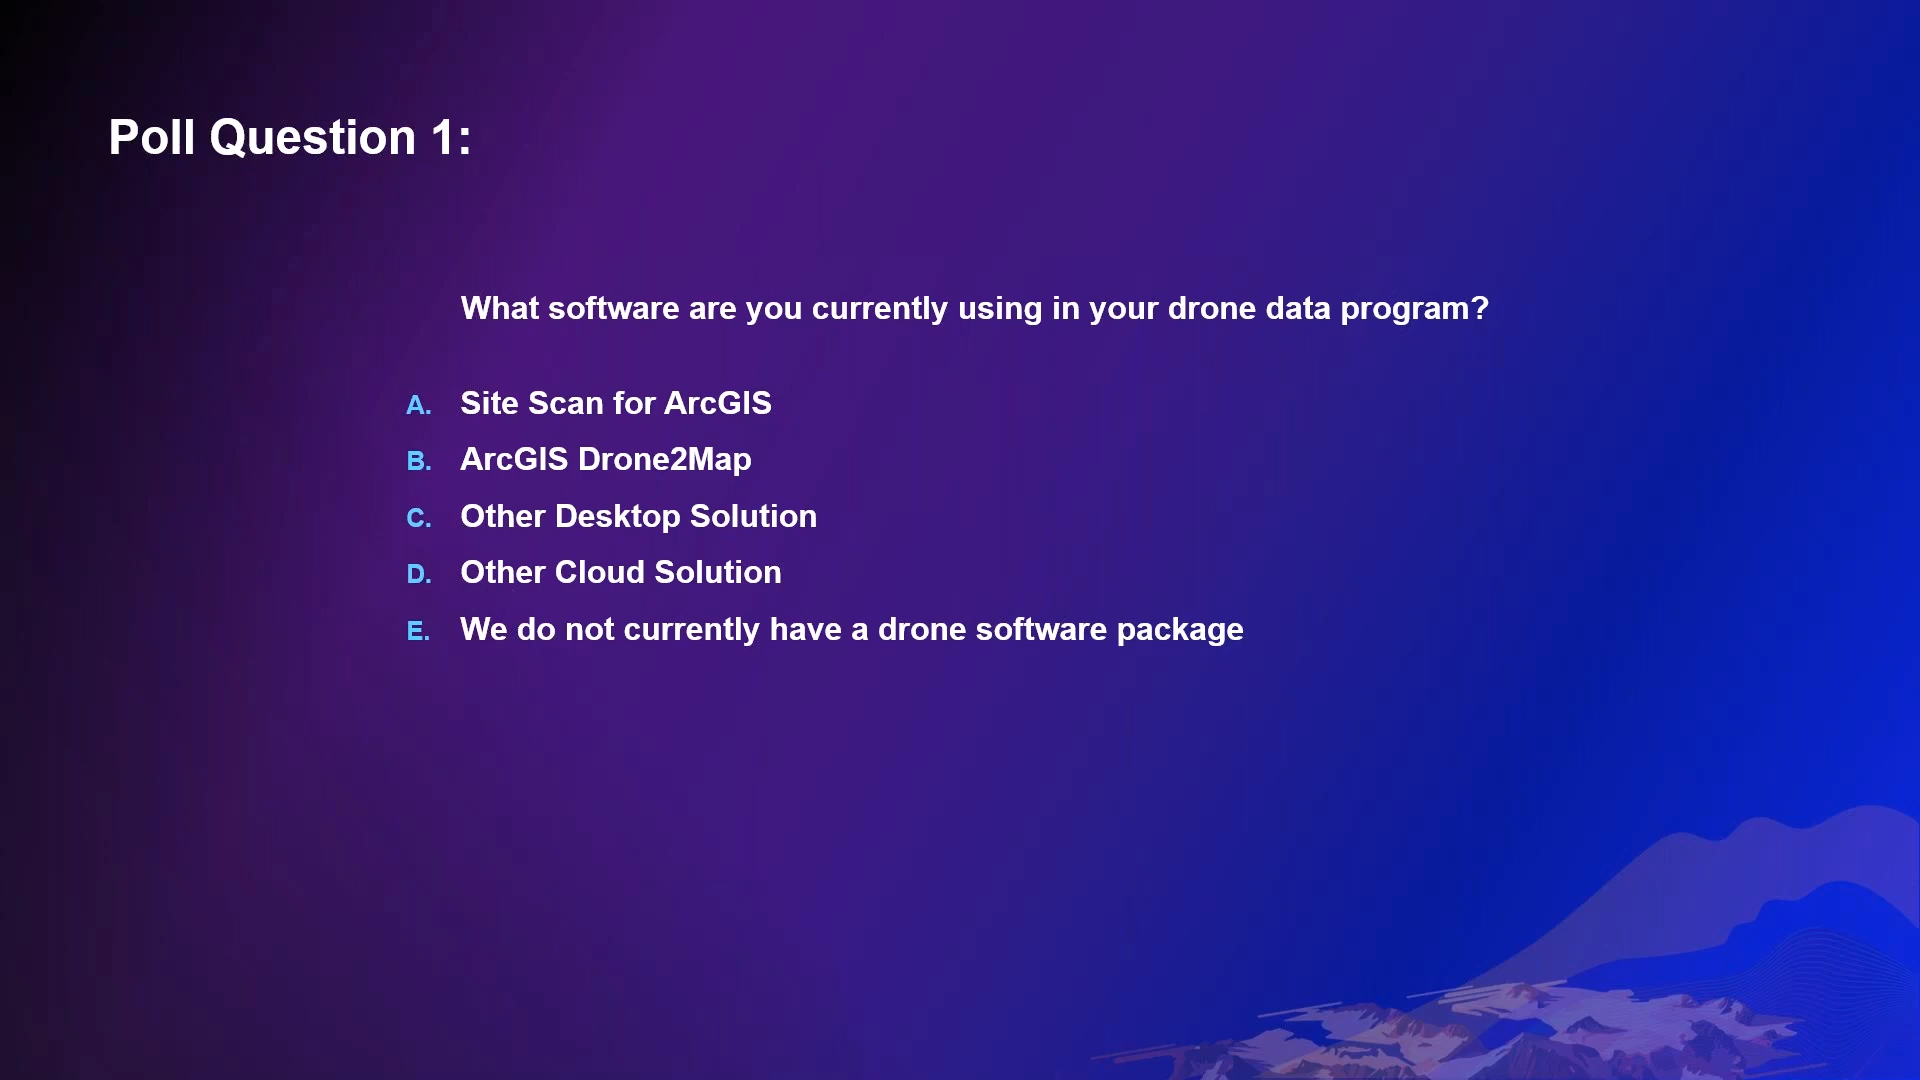 Poll Question 1:
What software are you currently using in your drone data program?
A. Site Scan for ArcGIS
B. ArcGIS Drone2Map
C. Other Desktop Solution
D. Other Cloud Solution
E. We do not currently have a drone software package